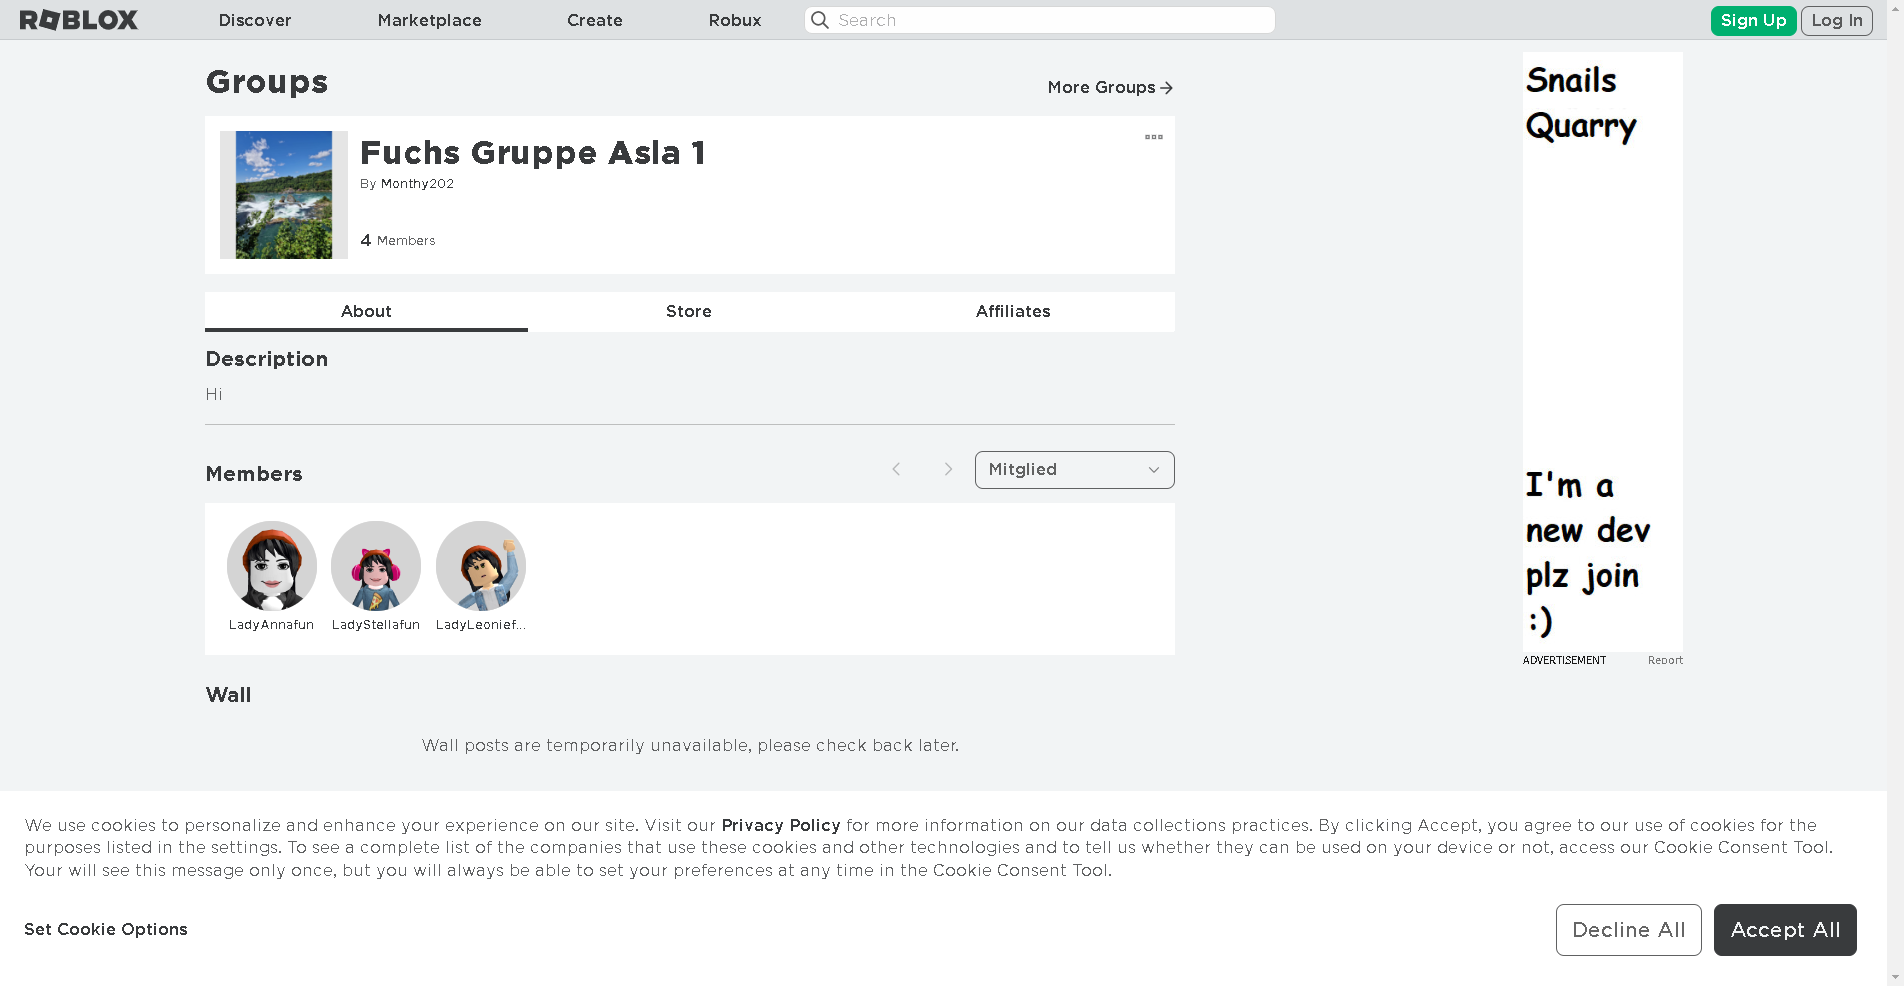 ROBLOX
Discover
Marketplace
Create
Robux
Search
Sign Up
Log In
Groups
More Groups
Fuchs Gruppe Asla 1
By Monthy202
4 Members
About
Store
Affiliates
Description
Hi
Members
Mitglied
LadyAnnafun
LadyStellafun
LadyLeonief...
Wall
Wall posts are temporarily unavailable, please check back later.
Snails
Quarry
I'm a
new dev
plz join
:)
ADVERTISEMENT
Report
We use cookies to personalize and enhance your experience on our site. Visit our Privacy Policy for more information on our data collections practices. By clicking Accept, you agree to our use of cookies for the
purposes listed in the settings. To see a complete list of the companies that use these cookies and other technologies and to tell us whether they can be used on your device or not, access our Cookie Consent Tool.
Your will see this message only once, but you will always be able to set your preferences at any time in the Cookie Consent Tool.
Set Cookie Options
Decline All
Accept All